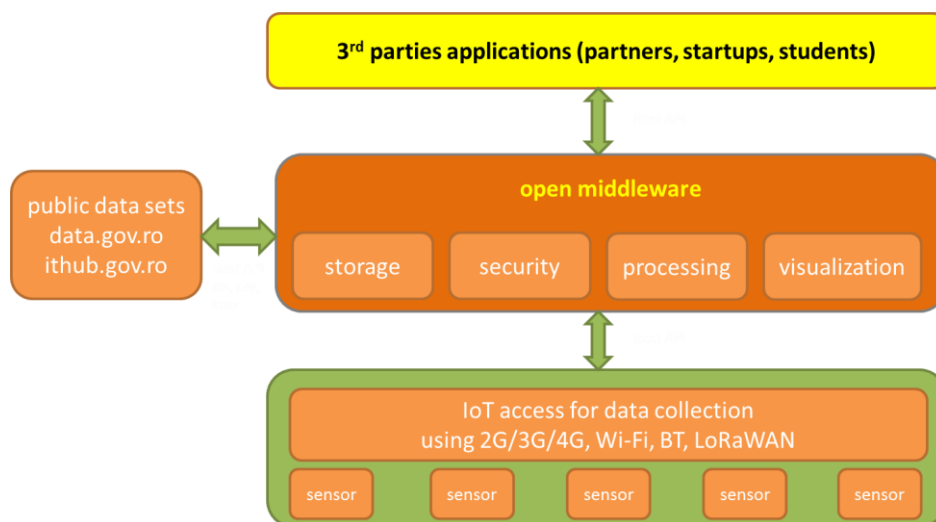 3rd parties applications (partners, startups, students)
open middleware
public data sets
data.gov.ro
ithub.gov.ro
storage
security
processing
visualization
IoT access for data collection
using 2G/3G/4G, Wi-Fi, BT, LoRaWAN
sensor
sensor
sensor
sensor
sensor